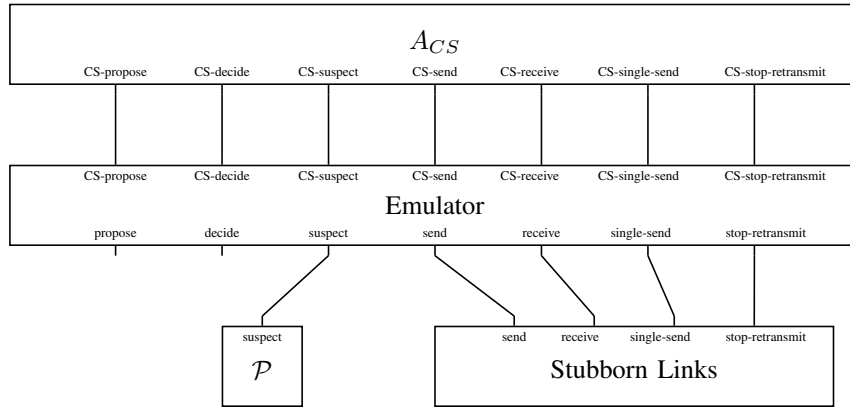 A_{CS}
CS-propose CS-decide CS-suspect CS-send CS-receive CS-single-send CS-stop-retransmit
CS-propose CS-decide CS-suspect CS-send CS-receive CS-single-send CS-stop-retransmit
Emulator
propose decide suspect send receive single-send stop-retransmit
suspect send receive single-send stop-retransmit
𝒫 Stubborn Links